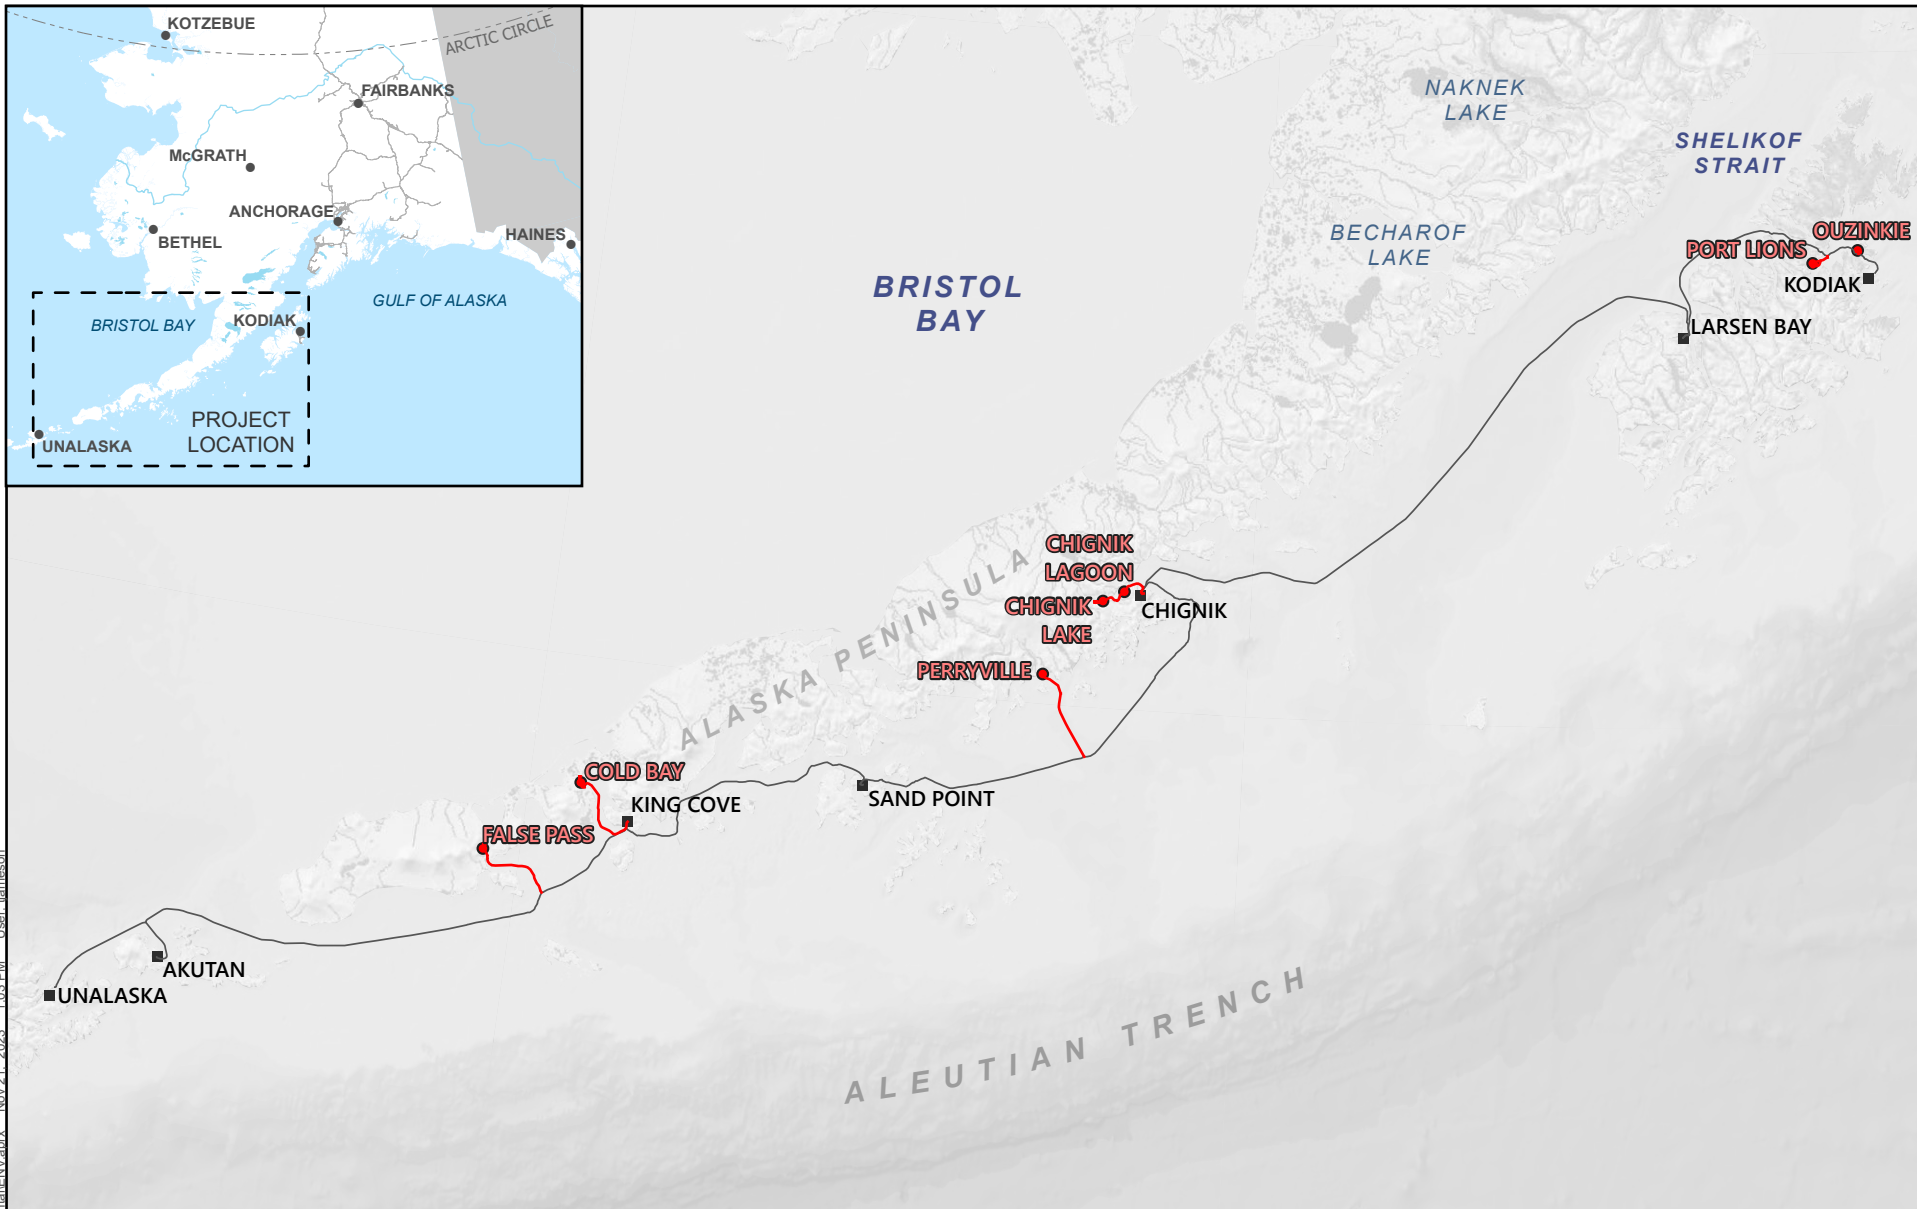 KOTZEBUE
ARCTIC CIRCLE
FAIRBANKS
McGRATH
ANCHORAGE
BETHEL
HAINES
GULF OF ALASKA
BRISTOL BAY
KODIAK
PROJECT
LOCATION
UNALASKA
NAKNEK
LAKE
SHELIKOF
STRAIT
BECHAROF
LAKE
BRISTOL
BAY
OUZINKIE
PORT LIONS
KODIAK
LARSEN BAY
CHIGNIK
LAGOON
CHIGNIK
LAKE
CHIGNIK
ALASKA PENINSULA
PERRYVILLE
COLD BAY
KING COVE
SAND POINT
FALSE PASS
AKUTAN
UNALASKA
ALEUTIAN TRENCH